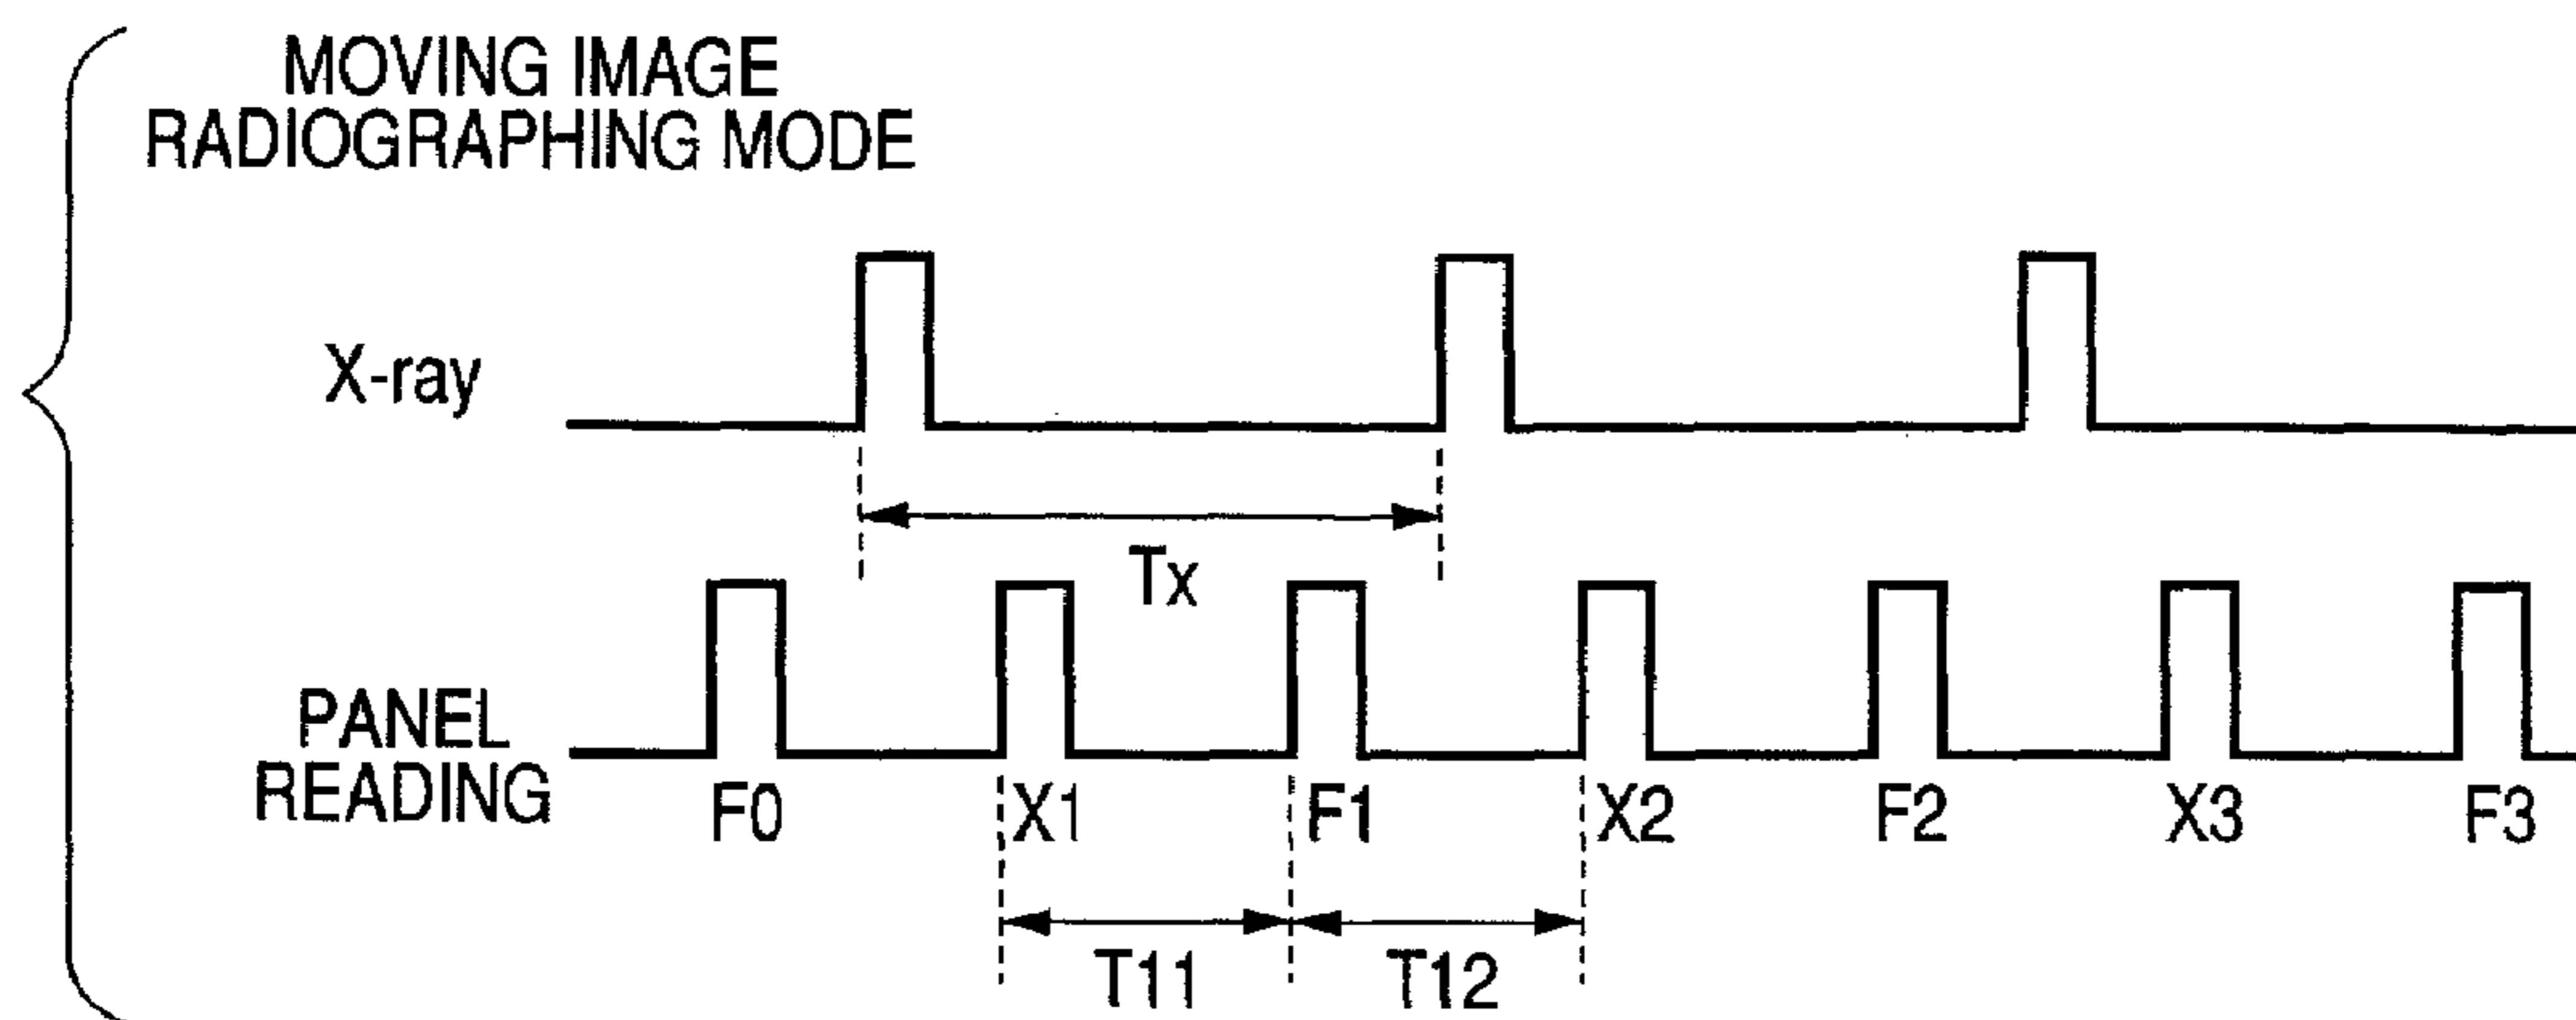 MOVING IMAGE
RADIOGRAPHING MODE
X-ray
Tx
PANEL
READING
F0 X1 F1 X2 F2 X3 F3
T11 T12